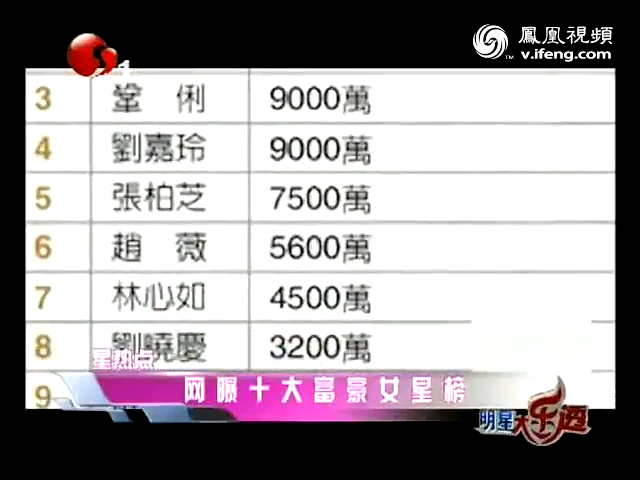 鳳凰視頻
v.ifeng.com
3 鞏 俐 9000萬
4 劉嘉玲 9000萬
5 張柏芝 7500萬
6 趙 薇 5600萬
7 林心如 4500萬
8 劉曉慶 3200萬
9
星热点
网曝十大富豪女星榜
明星大乐透